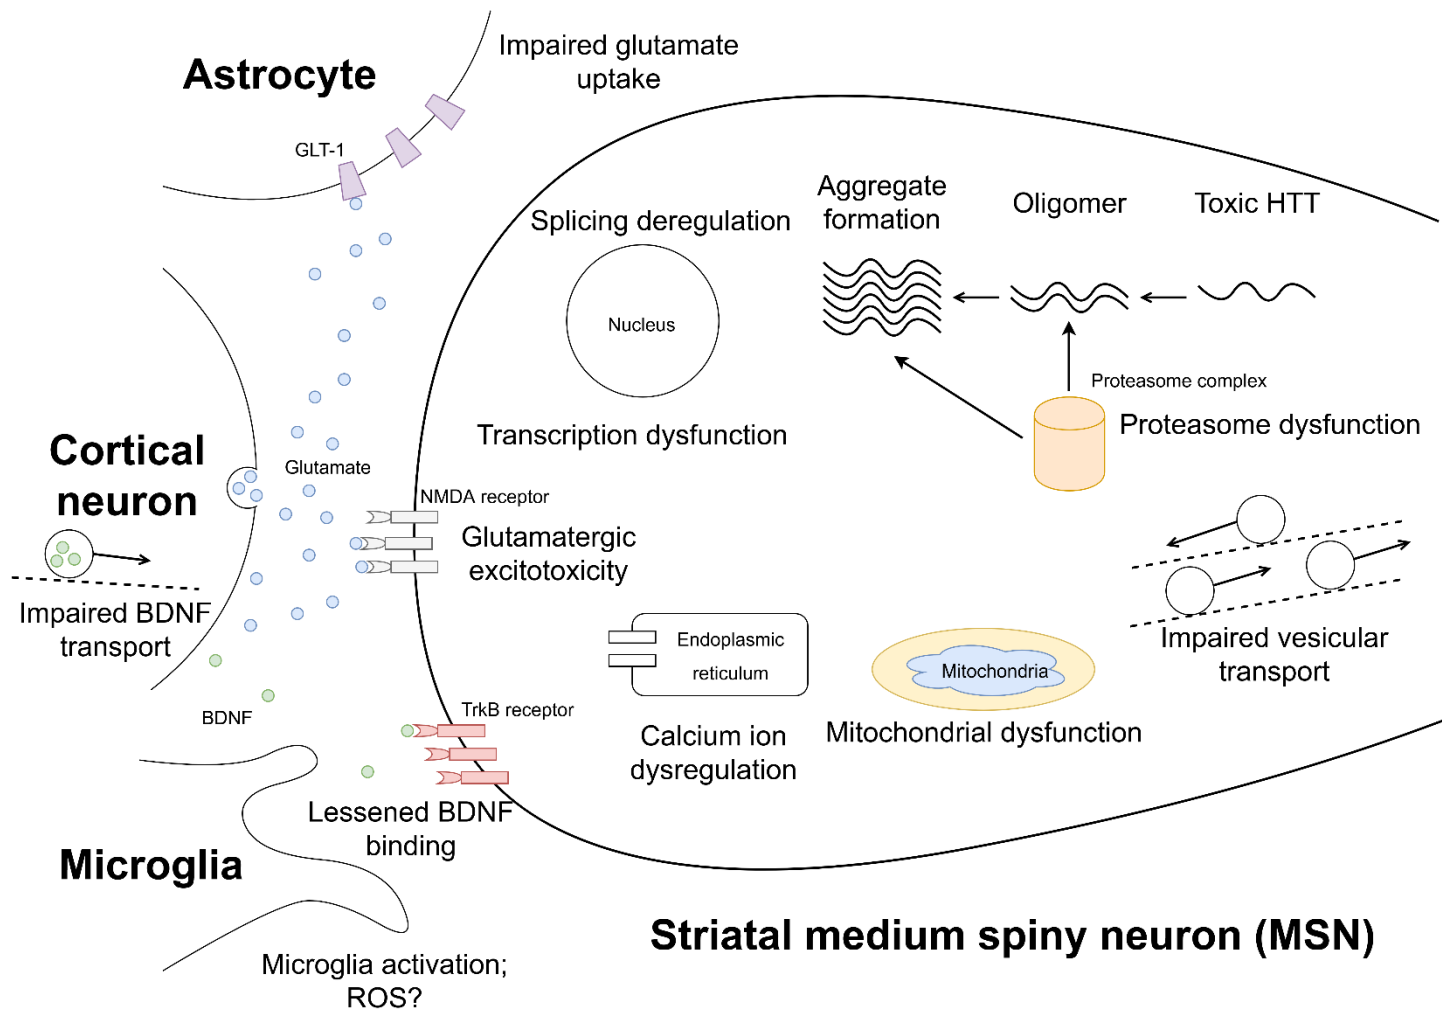 Astrocyte
Impaired glutamate
uptake
GLT-1
Splicing deregulation
Aggregate
formation
Oligomer
Toxic HTT
Nucleus
Proteasome complex
Proteasome dysfunction
Transcription dysfunction
Cortical
neuron
Glutamate
NMDA receptor
Glutamatergic
excitotoxicity
Impaired BDNF
transport
Endoplasmic
reticulum
Mitochondria
Impaired vesicular
transport
BDNF
TrkB receptor
Calcium ion
dysregulation
Mitochondrial dysfunction
Lessened BDNF
binding
Microglia
Striatal medium spiny neuron (MSN)
Microglia activation;
ROS?